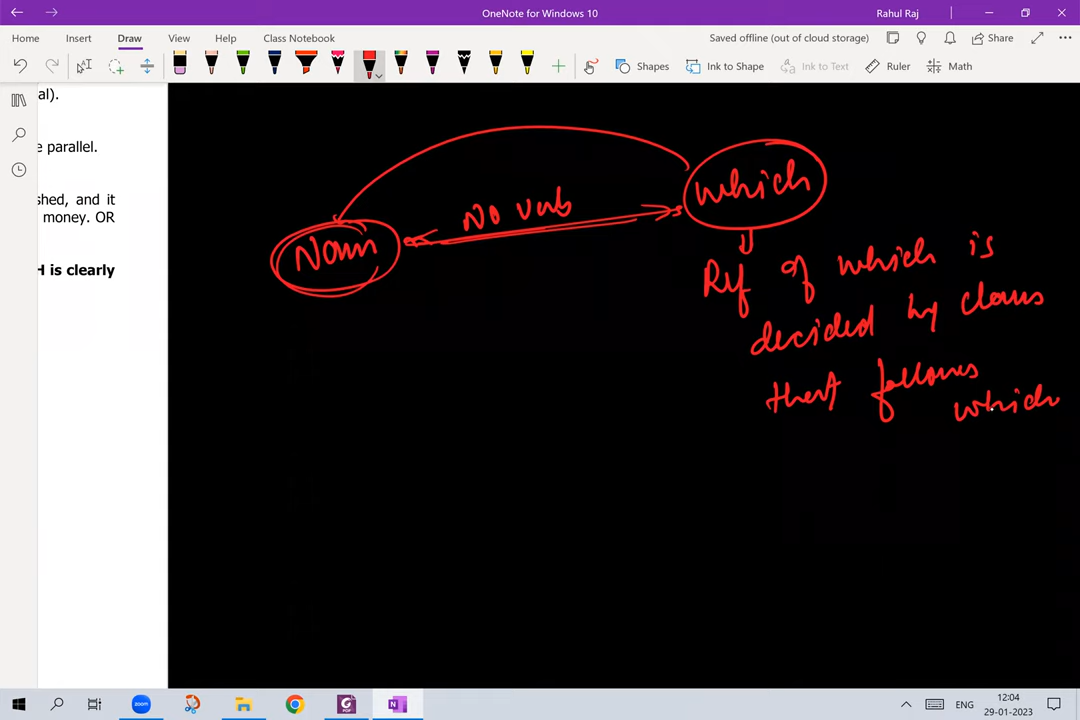 OneNote for Windows 10
Rahul Raj
Home Insert Draw View Help Class Notebook
Saved offline (out of cloud storage)
Share
Shapes Ink to Shape Ink to Text Ruler Math
al).
e parallel.
shed, and it
money. OR
H is clearly
which
No verb
Noun
Ref of which is
decided by claus
that follows
which
ENG
12:04
29-01-2023
zoom
PDF